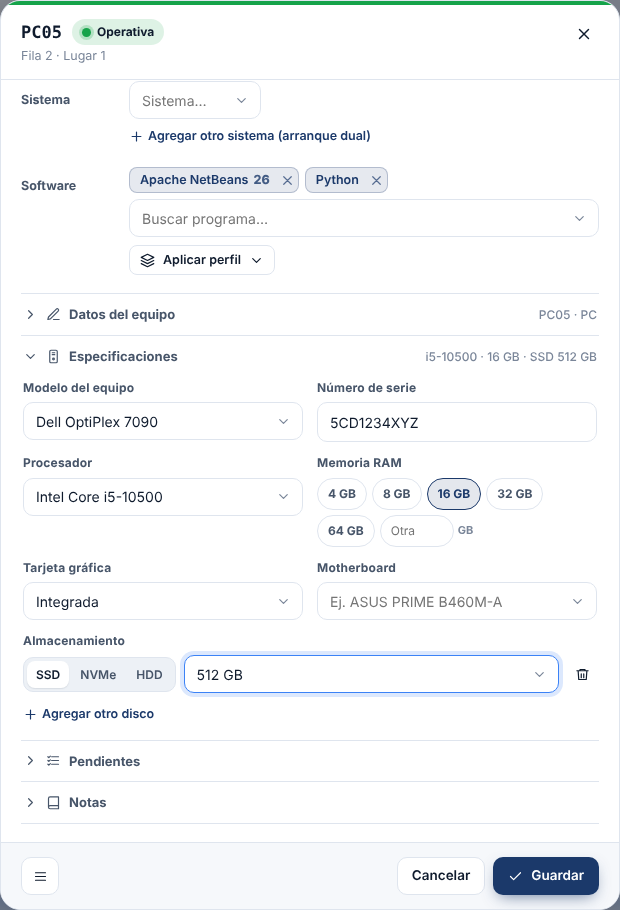 PC05 Operativa
Fila 2 · Lugar 1
Sistema
Sistema...
+ Agregar otro sistema (arranque dual)
Software
Apache NetBeans 26
Python
Buscar programa...
Aplicar perfil
Datos del equipo
PC05 · PC
Especificaciones
i5-10500 · 16 GB · SSD 512 GB
Modelo del equipo
Dell OptiPlex 7090
Número de serie
5CD1234XYZ
Procesador
Intel Core i5-10500
Memoria RAM
4 GB 8 GB 16 GB 32 GB
64 GB Otra GB
Tarjeta gráfica
Integrada
Motherboard
Ej. ASUS PRIME B460M-A
Almacenamiento
SSD NVMe HDD
512 GB
+ Agregar otro disco
Pendientes
Notas
Cancelar
Guardar